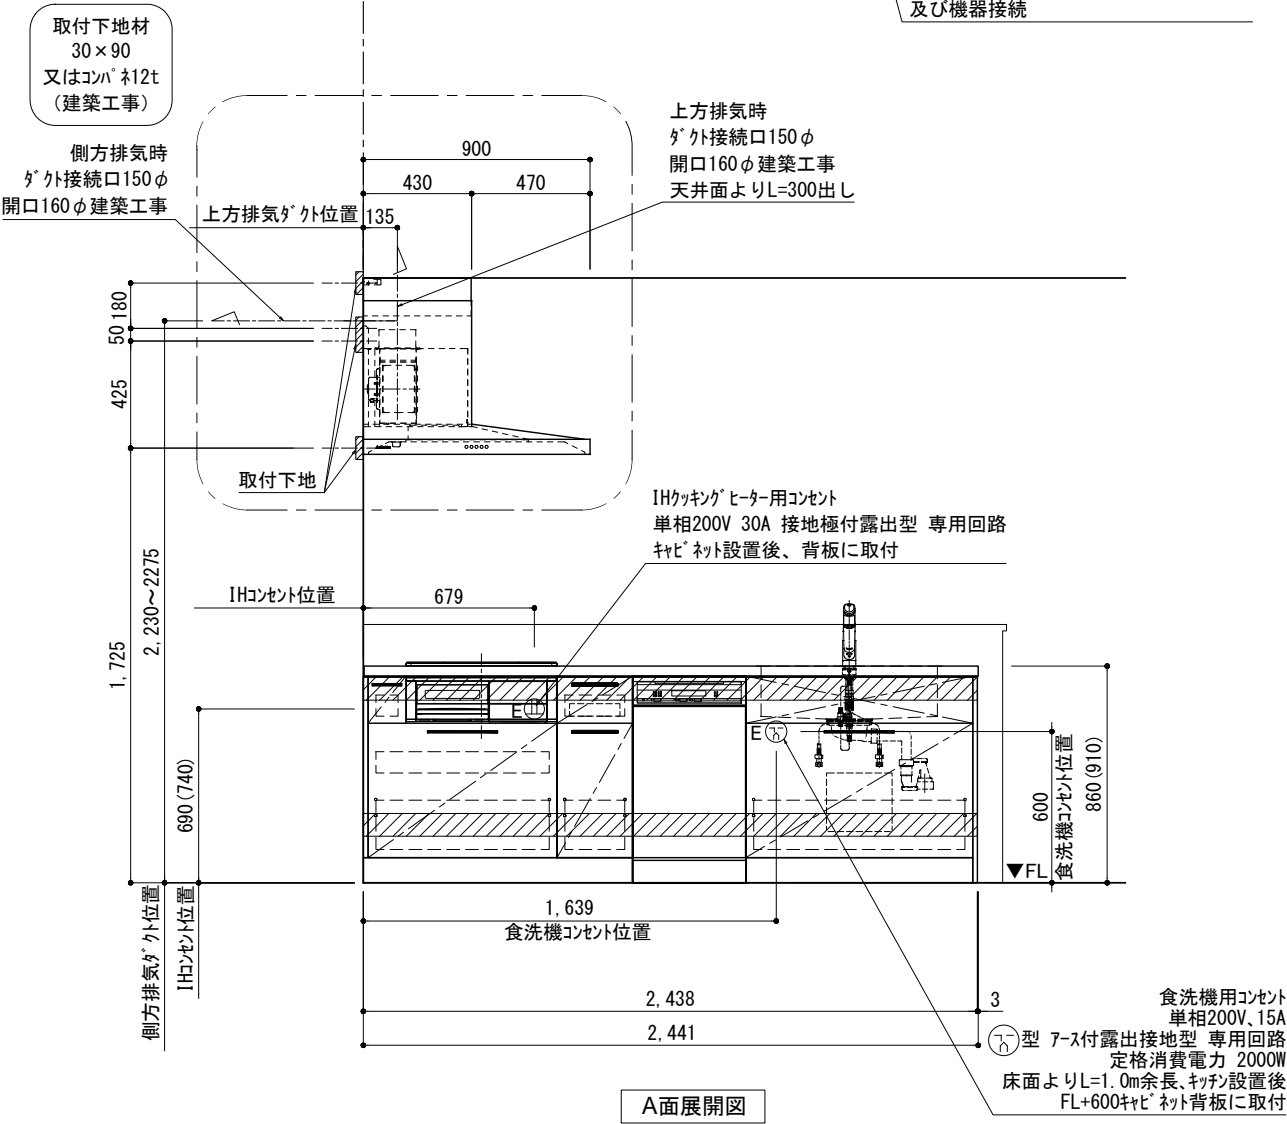 及び機器接続
取付下地材
30×90
又はコンパネ12t
(建築工事)
側方排気時
ダクト接続口150φ
開口160φ建築工事
上方排気時
ダクト接続口150φ
開口160φ建築工事
天井面よりL=300出し
900
430
470
上方排気ダクト位置
135
180
50
425
1,725
2,230~2275
取付下地
IHクッキングヒーター用コンセント
単相200V 30A 接地極付露出型 専用回路
キャビネット設置後、背板に取付
IHコンセント位置
679
E
E
690(740)
600
食洗機コンセント位置
860(910)
▼FL
側方排気ダクト位置
IHコンセント位置
1,639
食洗機コンセント位置
2,438
3
2,441
食洗機用コンセント
単相200V、15A
型 アース付露出接地型 専用回路
定格消費電力 2000W
床面よりL=1.0m余長、キッチン設置後
FL+600キャビネット背板に取付
A面展開図